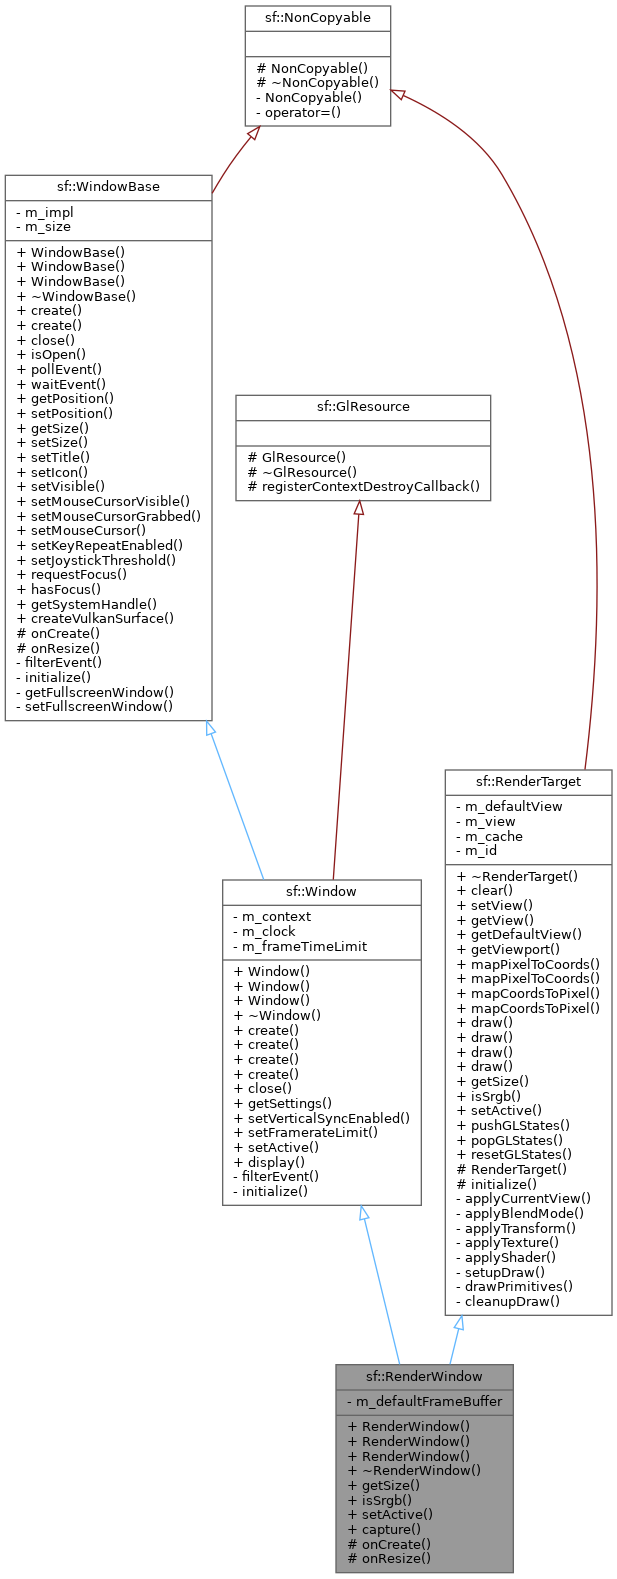 sf::NonCopyable
# NonCopyable()
# ~NonCopyable()
- NonCopyable()
- operator=()
sf::WindowBase
- m_impl
- m_size
+ WindowBase()
+ WindowBase()
+ WindowBase()
+ ~WindowBase()
+ create()
+ create()
+ close()
+ isOpen()
+ pollEvent()
+ waitEvent()
+ getPosition()
+ setPosition()
+ getSize()
+ setSize()
+ setTitle()
+ setIcon()
+ setVisible()
+ setMouseCursorVisible()
+ setMouseCursorGrabbed()
+ setMouseCursor()
+ setKeyRepeatEnabled()
+ setJoystickThreshold()
+ requestFocus()
+ hasFocus()
+ getSystemHandle()
+ createVulkanSurface()
# onCreate()
# onResize()
- filterEvent()
- initialize()
- getFullscreenWindow()
- setFullscreenWindow()
sf::GlResource
# GlResource()
# ~GlResource()
# registerContextDestroyCallback()
sf::RenderTarget
- m_defaultView
- m_view
- m_cache
- m_id
+ ~RenderTarget()
+ clear()
+ setView()
+ getView()
+ getDefaultView()
+ getViewport()
+ mapPixelToCoords()
+ mapPixelToCoords()
+ mapCoordsToPixel()
+ mapCoordsToPixel()
+ draw()
+ draw()
+ draw()
+ draw()
+ getSize()
+ isSrgb()
+ setActive()
+ pushGLStates()
+ popGLStates()
+ resetGLStates()
# RenderTarget()
# initialize()
- applyCurrentView()
- applyBlendMode()
- applyTransform()
- applyTexture()
- applyShader()
- setupDraw()
- drawPrimitives()
- cleanupDraw()
sf::Window
- m_context
- m_clock
- m_frameTimeLimit
+ Window()
+ Window()
+ Window()
+ ~Window()
+ create()
+ create()
+ create()
+ create()
+ close()
+ getSettings()
+ setVerticalSyncEnabled()
+ setFramerateLimit()
+ setActive()
+ display()
- filterEvent()
- initialize()
sf::RenderWindow
- m_defaultFrameBuffer
+ RenderWindow()
+ RenderWindow()
+ RenderWindow()
+ ~RenderWindow()
+ getSize()
+ isSrgb()
+ setActive()
+ capture()
# onCreate()
# onResize()